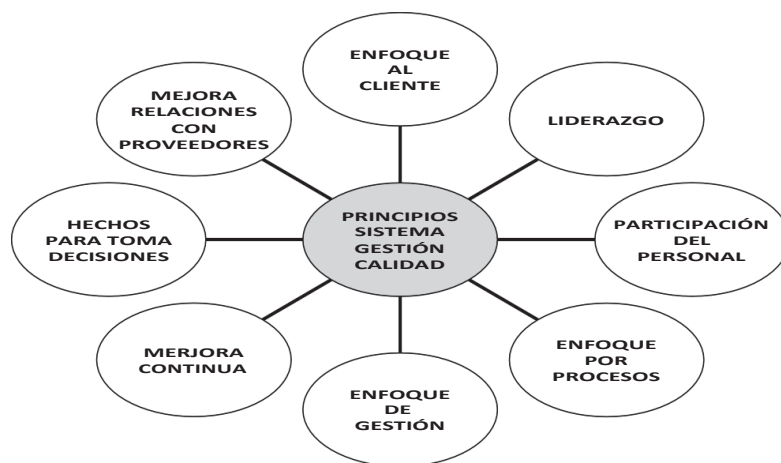 ENFOQUE
AL
CLIENTE
MEJORA
RELACIONES
CON
PROVEEDORES
LIDERAZGO
PRINCIPIOS
SISTEMA
GESTIÓN
CALIDAD
HECHOS
PARA TOMA
DECISIONES
PARTICIPACIÓN
DEL
PERSONAL
MERJORA
CONTINUA
ENFOQUE
POR
PROCESOS
ENFOQUE
DE
GESTIÓN